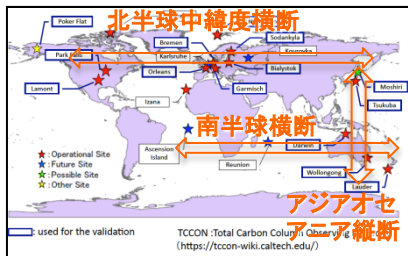 北半球中緯度横断
Poker Flat
Sodankyla
Bremen
Park Falls
Karlsruhe
Kourovka
Orleans
Bialystok
Lamont
Garmisch
Moshiri
Izana
Tsukuba
南半球横断
Ascension
Island
Darwin
Reunion
Wollongong
Lauder
★ Operational Site
★ Future Site
★ Possible Site
★ Other Site
アジアオセ
アニア縦断
: used for the validation
TCCON :Total Carbon Column Observing
(https://tccon-wiki.caltech.edu/)